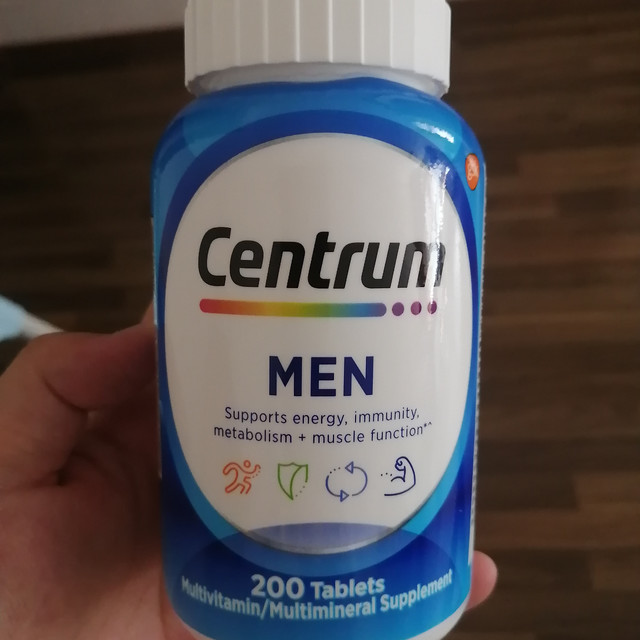 Centrum
MEN
Supports energy, immunity,
metabolism + muscle function*^
200 Tablets
Multivitamin/Multimineral Supplement